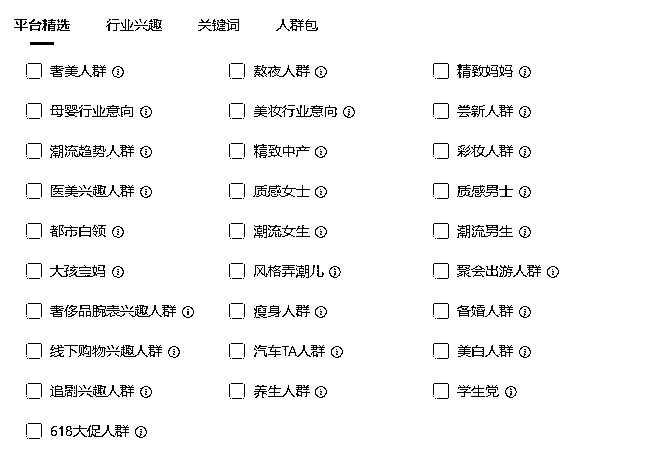 平台精选 行业兴趣 关键词 人群包
奢美人群 熬夜人群 精致妈妈
母婴行业意向 美妆行业意向 尝新人群
潮流趋势人群 精致中产 彩妆人群
医美兴趣人群 质感女士 质感男士
都市白领 潮流女生 潮流男生
大孩宝妈 风格弄潮儿 聚会出游人群
奢侈品腕表兴趣人群 瘦身人群 备婚人群
线下购物兴趣人群 汽车TA人群 美白人群
追剧兴趣人群 养生人群 学生党
618大促人群